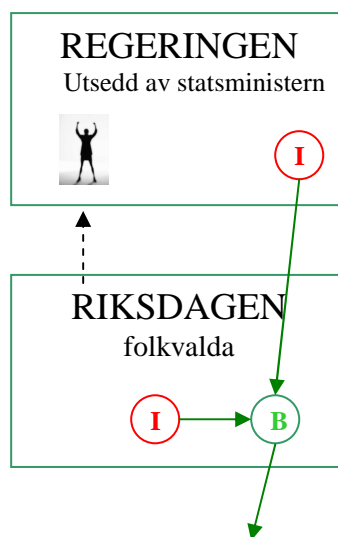 REGERINGEN
Utsedd av statsministern
I
RIKSDAGEN
folkvalda
I
B